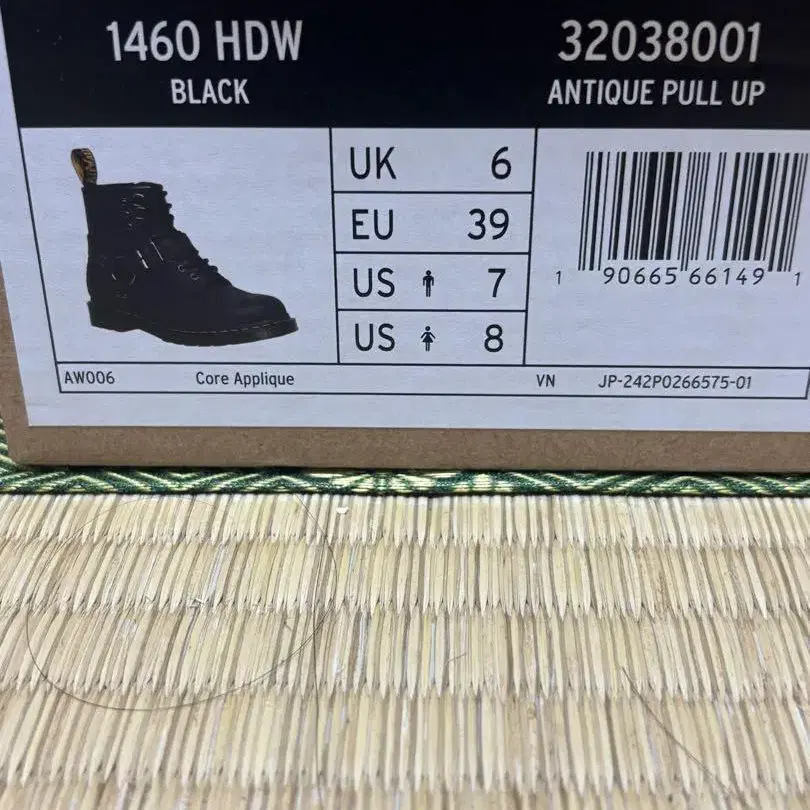 1460 HDW
BLACK
32038001
ANTIQUE PULL UP
UK 6
EU 39
US 7
US 8
1 90665 66149 1
AW006 Core Applique VN JP-242P0266575-01